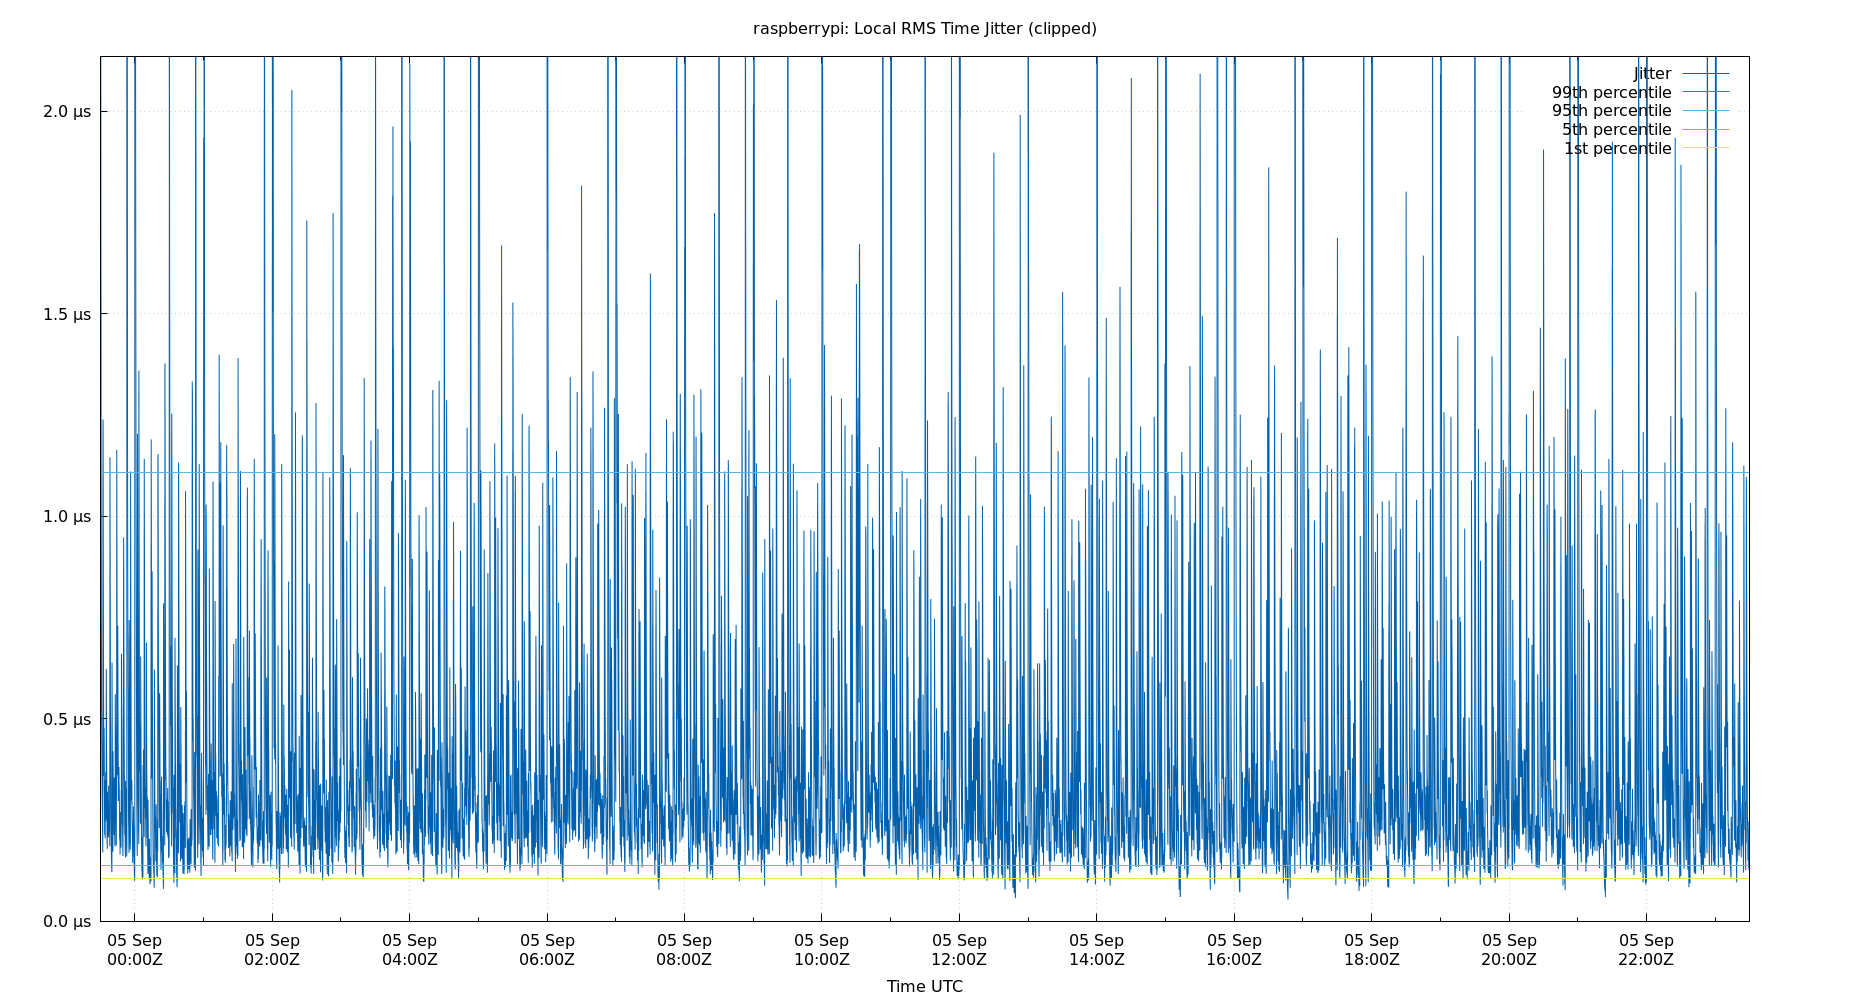 raspberrypi: Local RMS Time Jitter (clipped)
Jitter
99th percentile
95th percentile
5th percentile
1st percentile
2.0 µs
1.5 µs
1.0 µs
0.5 µs
0.0 µs
05 Sep 05 Sep 05 Sep 05 Sep 05 Sep 05 Sep 05 Sep 05 Sep 05 Sep 05 Sep 05 Sep 05 Sep
00:00Z 02:00Z 04:00Z 06:00Z 08:00Z 10:00Z 12:00Z 14:00Z 16:00Z 18:00Z 20:00Z 22:00Z
Time UTC